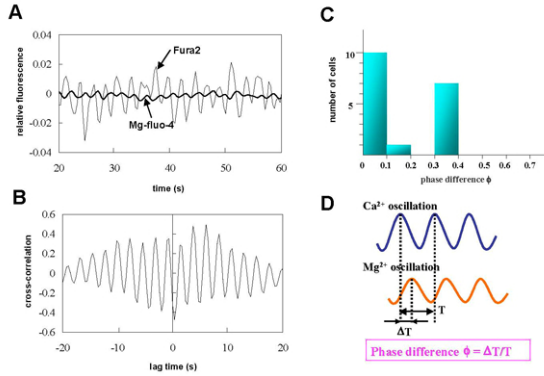 A
relative fluorescence
0.04
0.02
0
-0.02
-0.04
Fura2
Mg-fluo-4
20 30 40 50 60
time (s)
B
cross-correlation
0.6
0.4
0.2
0
-0.2
-0.4
-0.6
-20 -10 0 10 20
lag time (s)
C
number of cells
10
5
0 0.1 0.2 0.3 0.4 0.5 0.6 0.7
phase difference ϕ
D
Ca²⁺ oscillation
Mg²⁺ oscillation
T
ΔT
Phase difference ϕ = ΔT/T